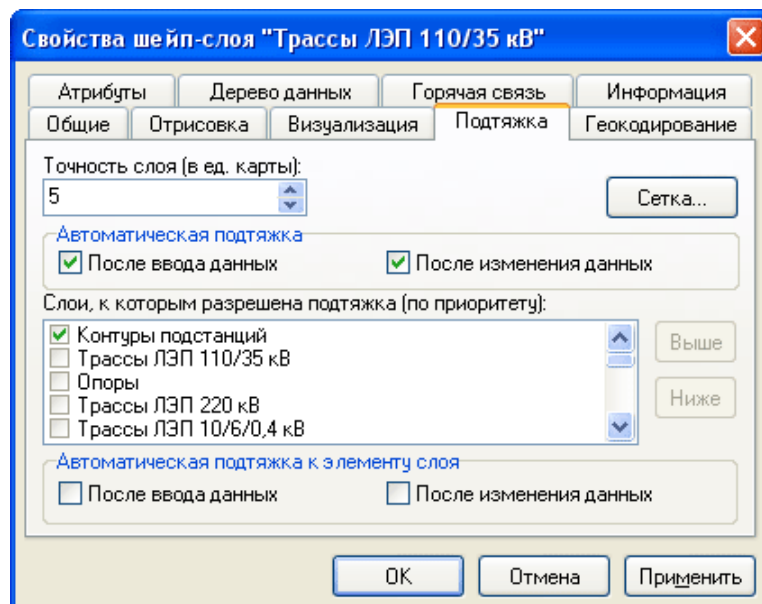 Свойства шейп-слоя "Трассы ЛЭП 110/35 кВ"
Атрибуты Дерево данных Горячая связь Информация
Общие Отрисовка Визуализация Подтяжка Геокодирование
Точность слоя (в ед. карты):
5 Сетка...
Автоматическая подтяжка
После ввода данных После изменения данных
Слои, к которым разрешена подтяжка (по приоритету):
Контуры подстанций
Трассы ЛЭП 110/35 кВ
Опоры
Трассы ЛЭП 220 кВ
Трассы ЛЭП 10/6/0,4 кВ
Выше
Ниже
Автоматическая подтяжка к элементу слоя
После ввода данных После изменения данных
OK Отмена Применить